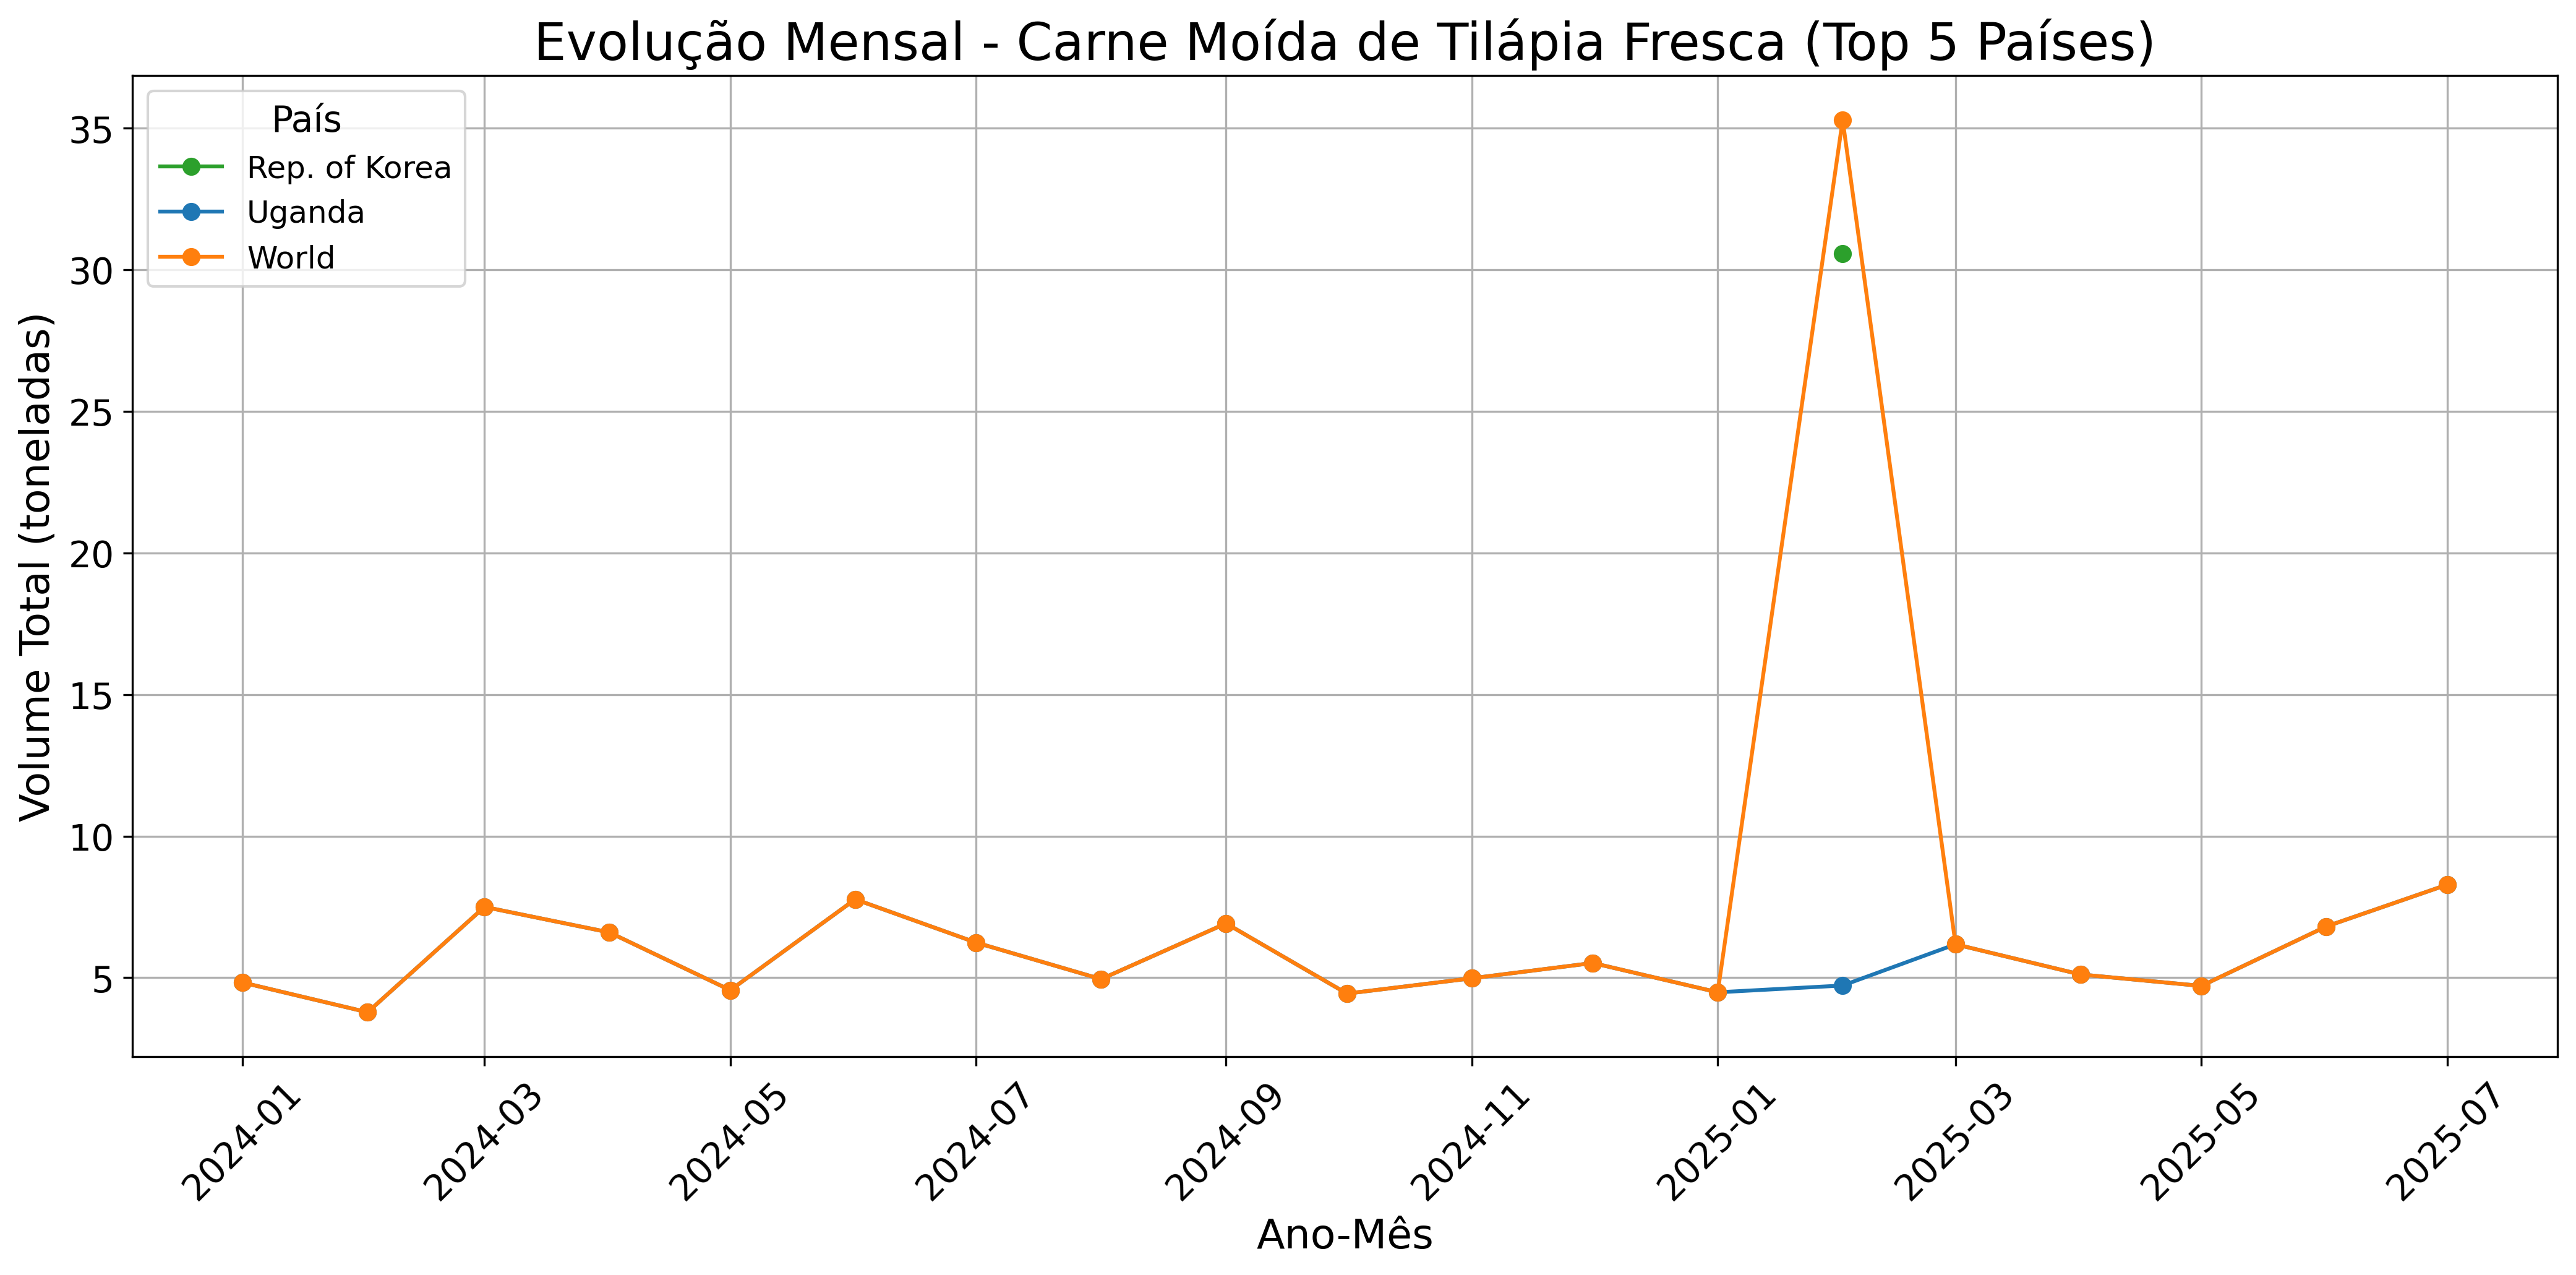 Evolução Mensal - Carne Moída de Tilápia Fresca (Top 5 Países)
País
Rep. of Korea
Uganda
World
Volume Total (toneladas)
35
30
25
20
15
10
5
2024-01
2024-03
2024-05
2024-07
2024-09
2024-11
2025-01
2025-03
2025-05
2025-07
Ano-Mês